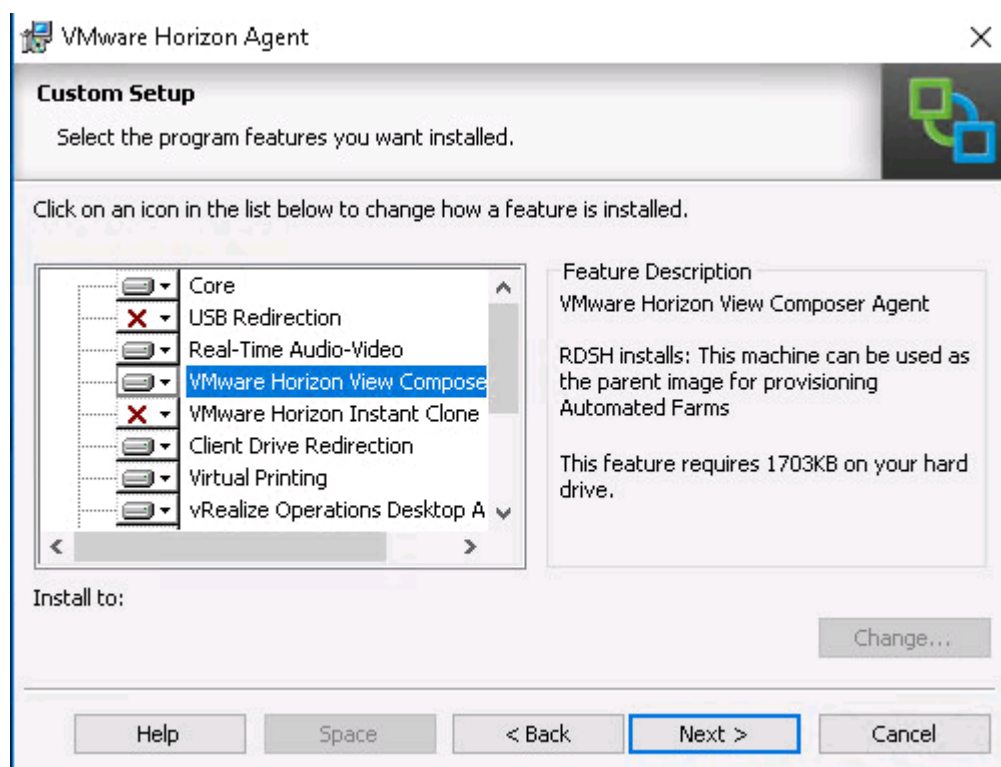 VMware Horizon Agent
Custom Setup
Select the program features you want installed.
Click on an icon in the list below to change how a feature is installed.
Core
USB Redirection
Real-Time Audio-Video
VMware Horizon View Compose
VMware Horizon Instant Clone
Client Drive Redirection
Virtual Printing
vRealize Operations Desktop A
Feature Description
VMware Horizon View Composer Agent
RDSH installs: This machine can be used as
the parent image for provisioning
Automated Farms
This feature requires 1703KB on your hard
drive.
Install to:
Change...
Help
Space
< Back
Next >
Cancel